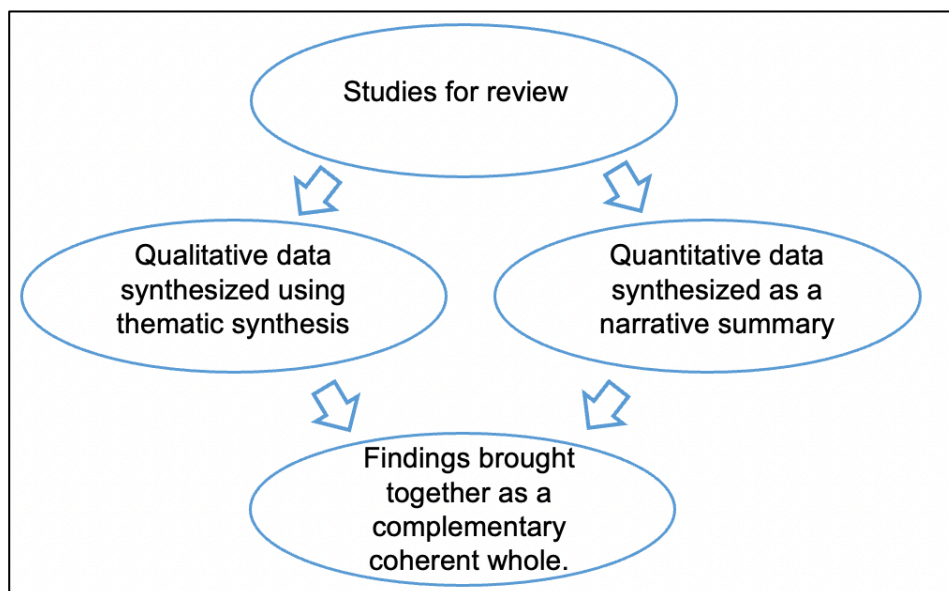 Studies for review
Qualitative data
synthesized using
thematic synthesis
Quantitative data
synthesized as a
narrative summary
Findings brought
together as a
complementary
coherent whole.